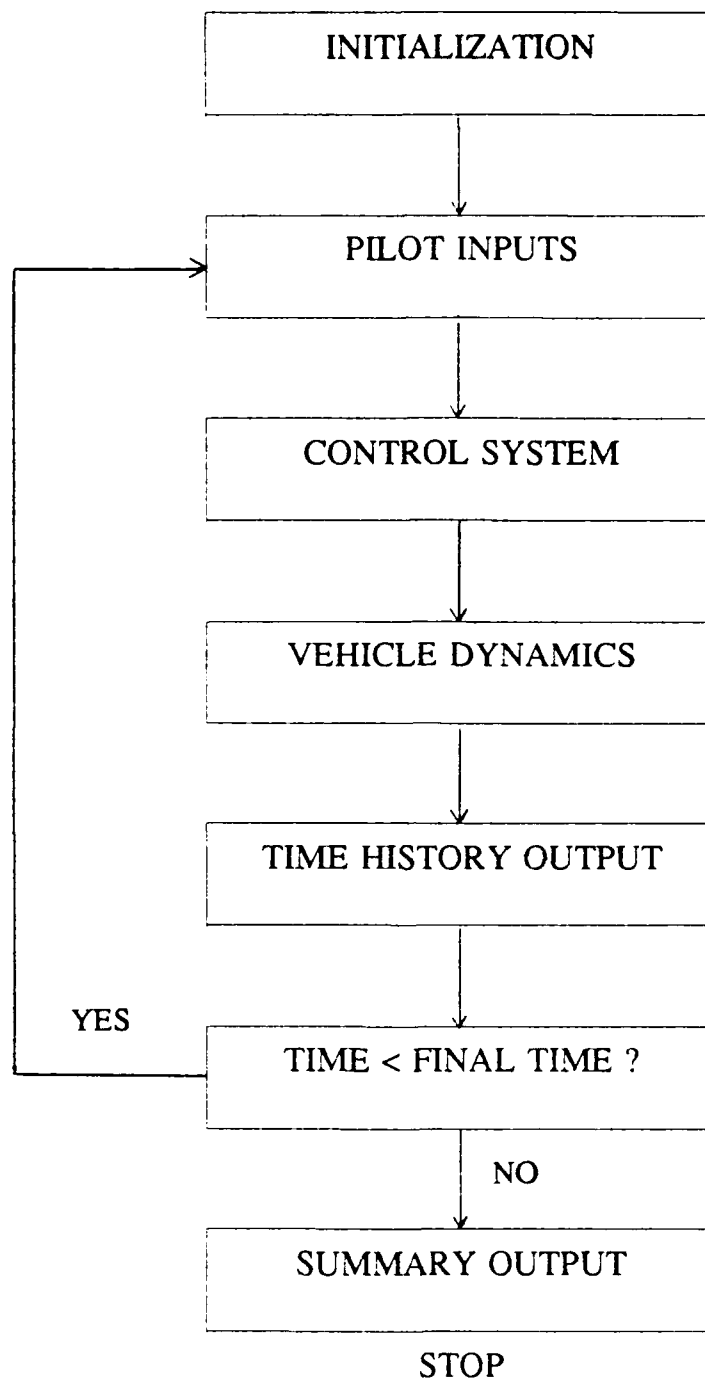 INITIALIZATION
PILOT INPUTS
CONTROL SYSTEM
VEHICLE DYNAMICS
TIME HISTORY OUTPUT
YES
TIME < FINAL TIME ?
NO
SUMMARY OUTPUT
STOP